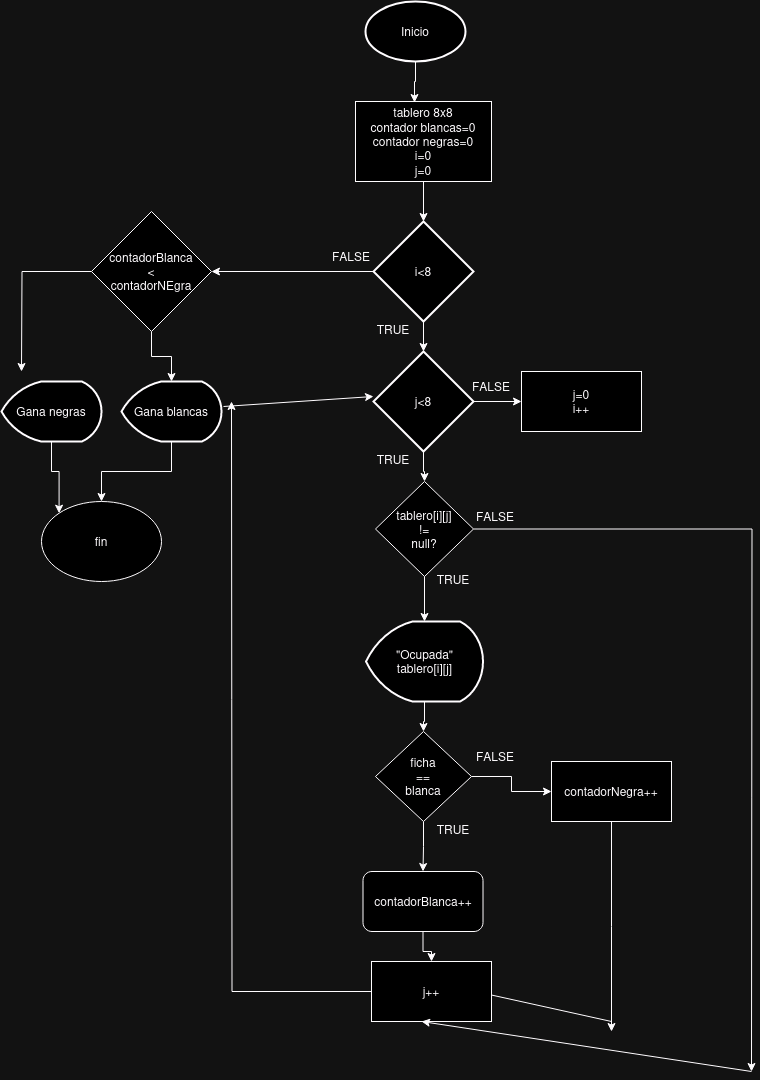 Inicio
tablero 8x8
contador blancas=0
contador negras=0
i=0
j=0
contadorBlanca
<
contadorNEgra
FALSE
i<8
TRUE
Gana negras
Gana blancas
j<8
FALSE
j=0
i++
TRUE
fin
tablero[i][j]
!=
null?
FALSE
TRUE
"Ocupada"
tablero[i][j]
ficha
==
blanca
FALSE
contadorNegra++
TRUE
contadorBlanca++
j++